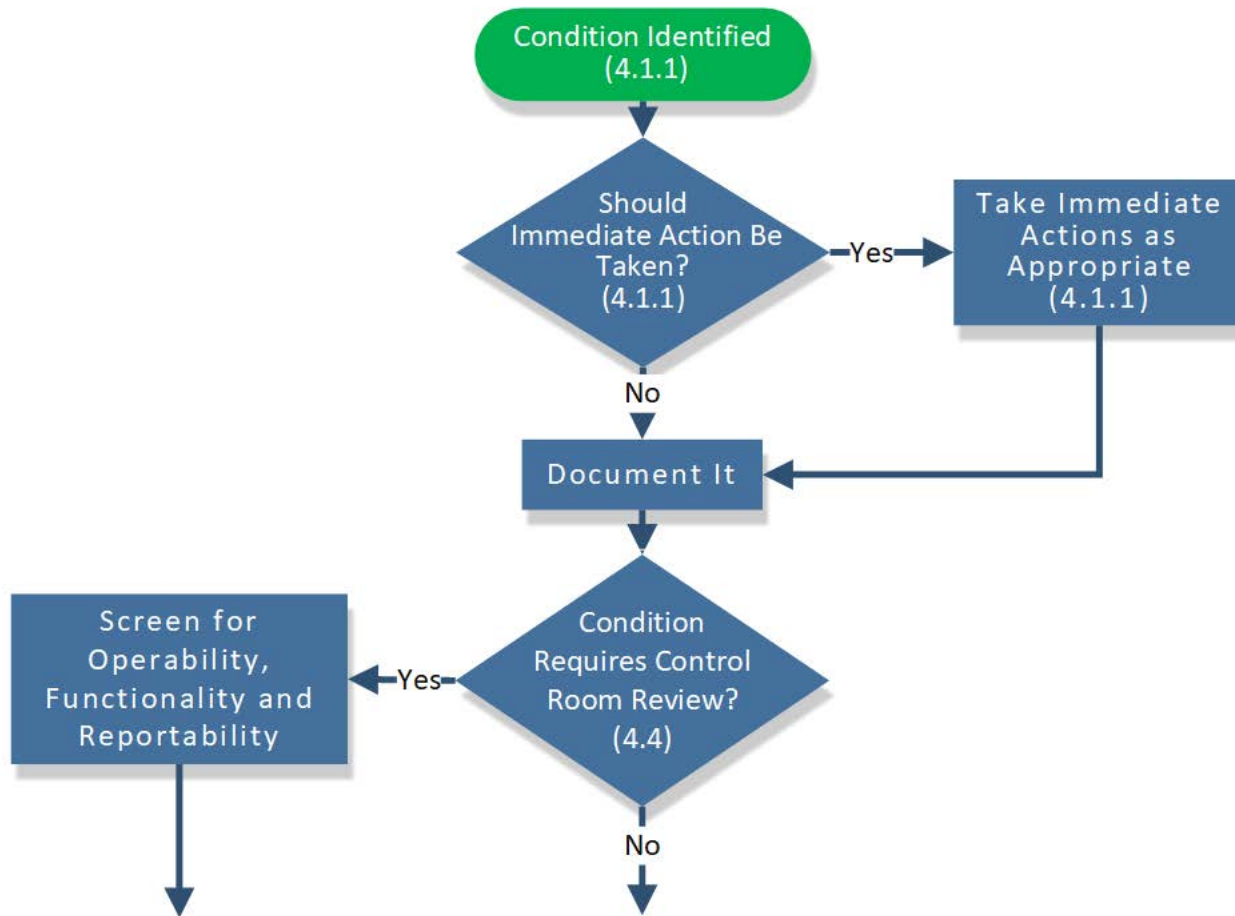 Condition Identified
(4.1.1)
Should
Immediate Action Be
Taken?
(4.1.1)
Yes
Take Immediate
Actions as
Appropriate
(4.1.1)
No
Document It
Condition
Requires Control
Room Review?
(4.4)
Yes
Screen for
Operability,
Functionality and
Reportability
No